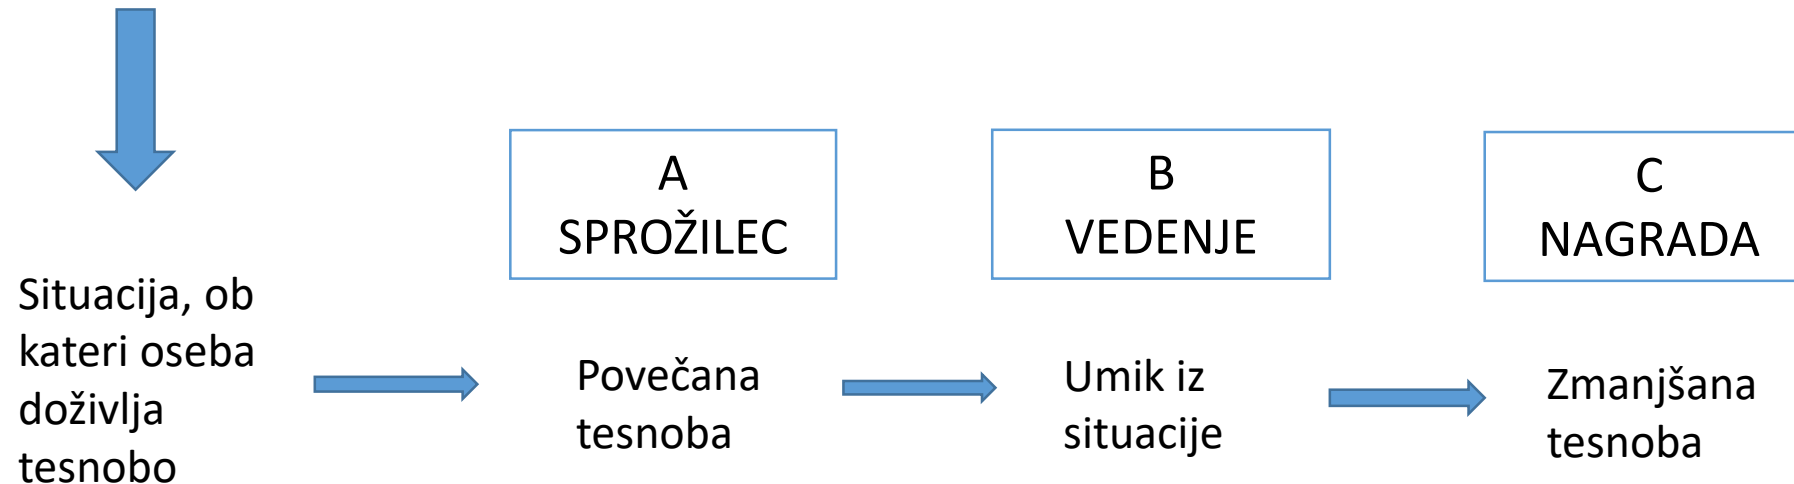 Situacija, ob
kateri oseba
doživlja
tesnobo
A
SPROŽILEC
Povečana
tesnoba
B
VEDENJE
Umik iz
situacije
C
NAGRADA
Zmanjšana
tesnoba